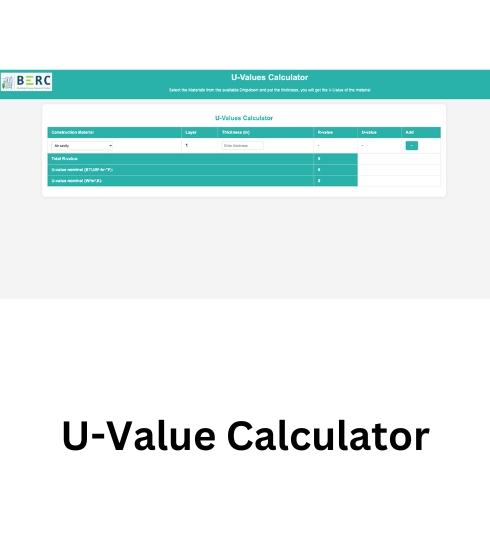 BERC
U-Values Calculator
Select the Materials from the available Dropdown and put the thickness, you will get the U-Value of the material
U-Values Calculator
Construction Material Layer Thickness (in) R-value U-value Add
Air cavity 1 Enter thickness - -
Total R-value: 0
U-value nominal (BTU/ft²·hr·°F): 0
U-value nominal (W/m².K): 0
U-Value Calculator